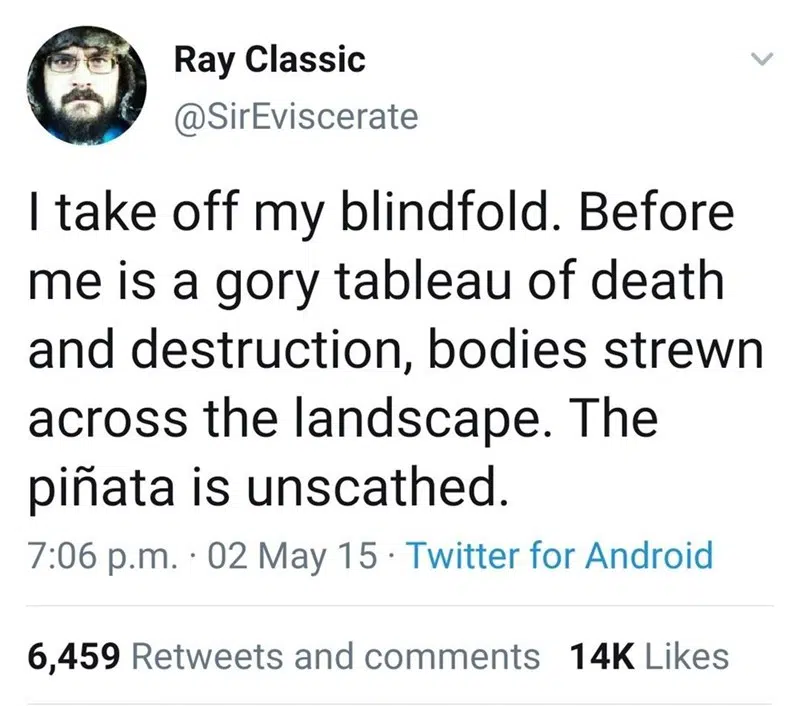 Ray Classic
@SirEviscerate
I take off my blindfold. Before
me is a gory tableau of death
and destruction, bodies strewn
across the landscape. The
piñata is unscathed.
7:06 p.m. · 02 May 15 · Twitter for Android
6,459 Retweets and comments 14K Likes